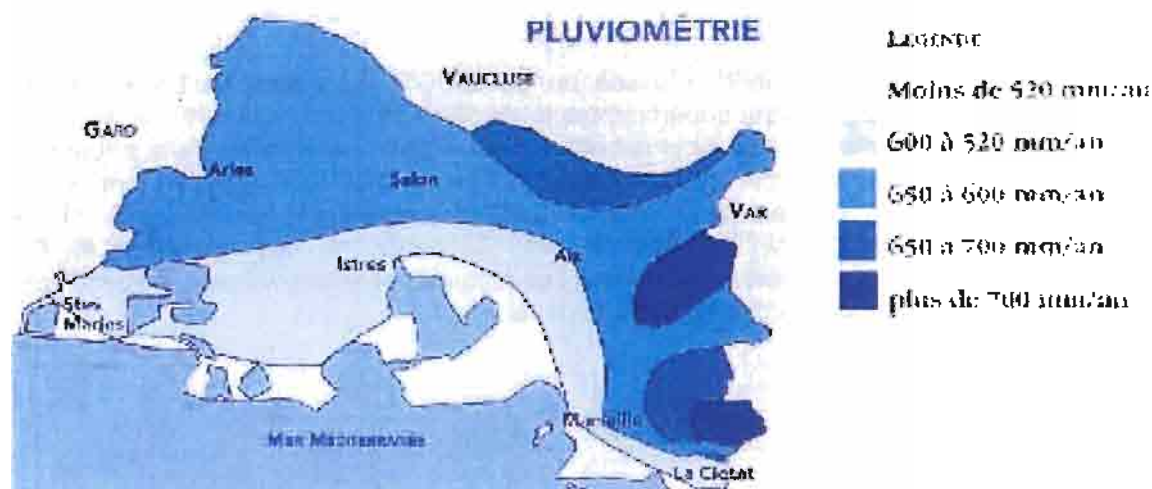 PLUVIOMÉTRIE
LEGENDE
VAUCLUSE
Moins de 520 mm/an
GARD
600 à 520 mm/an
Arles
Salon
650 à 600 mm/an
VAR
Aix
650 à 700 mm/an
Istres
Stes
Maries
plus de 700 mm/an
Marseille
MER MÉDITERRANÉE
La Ciotat